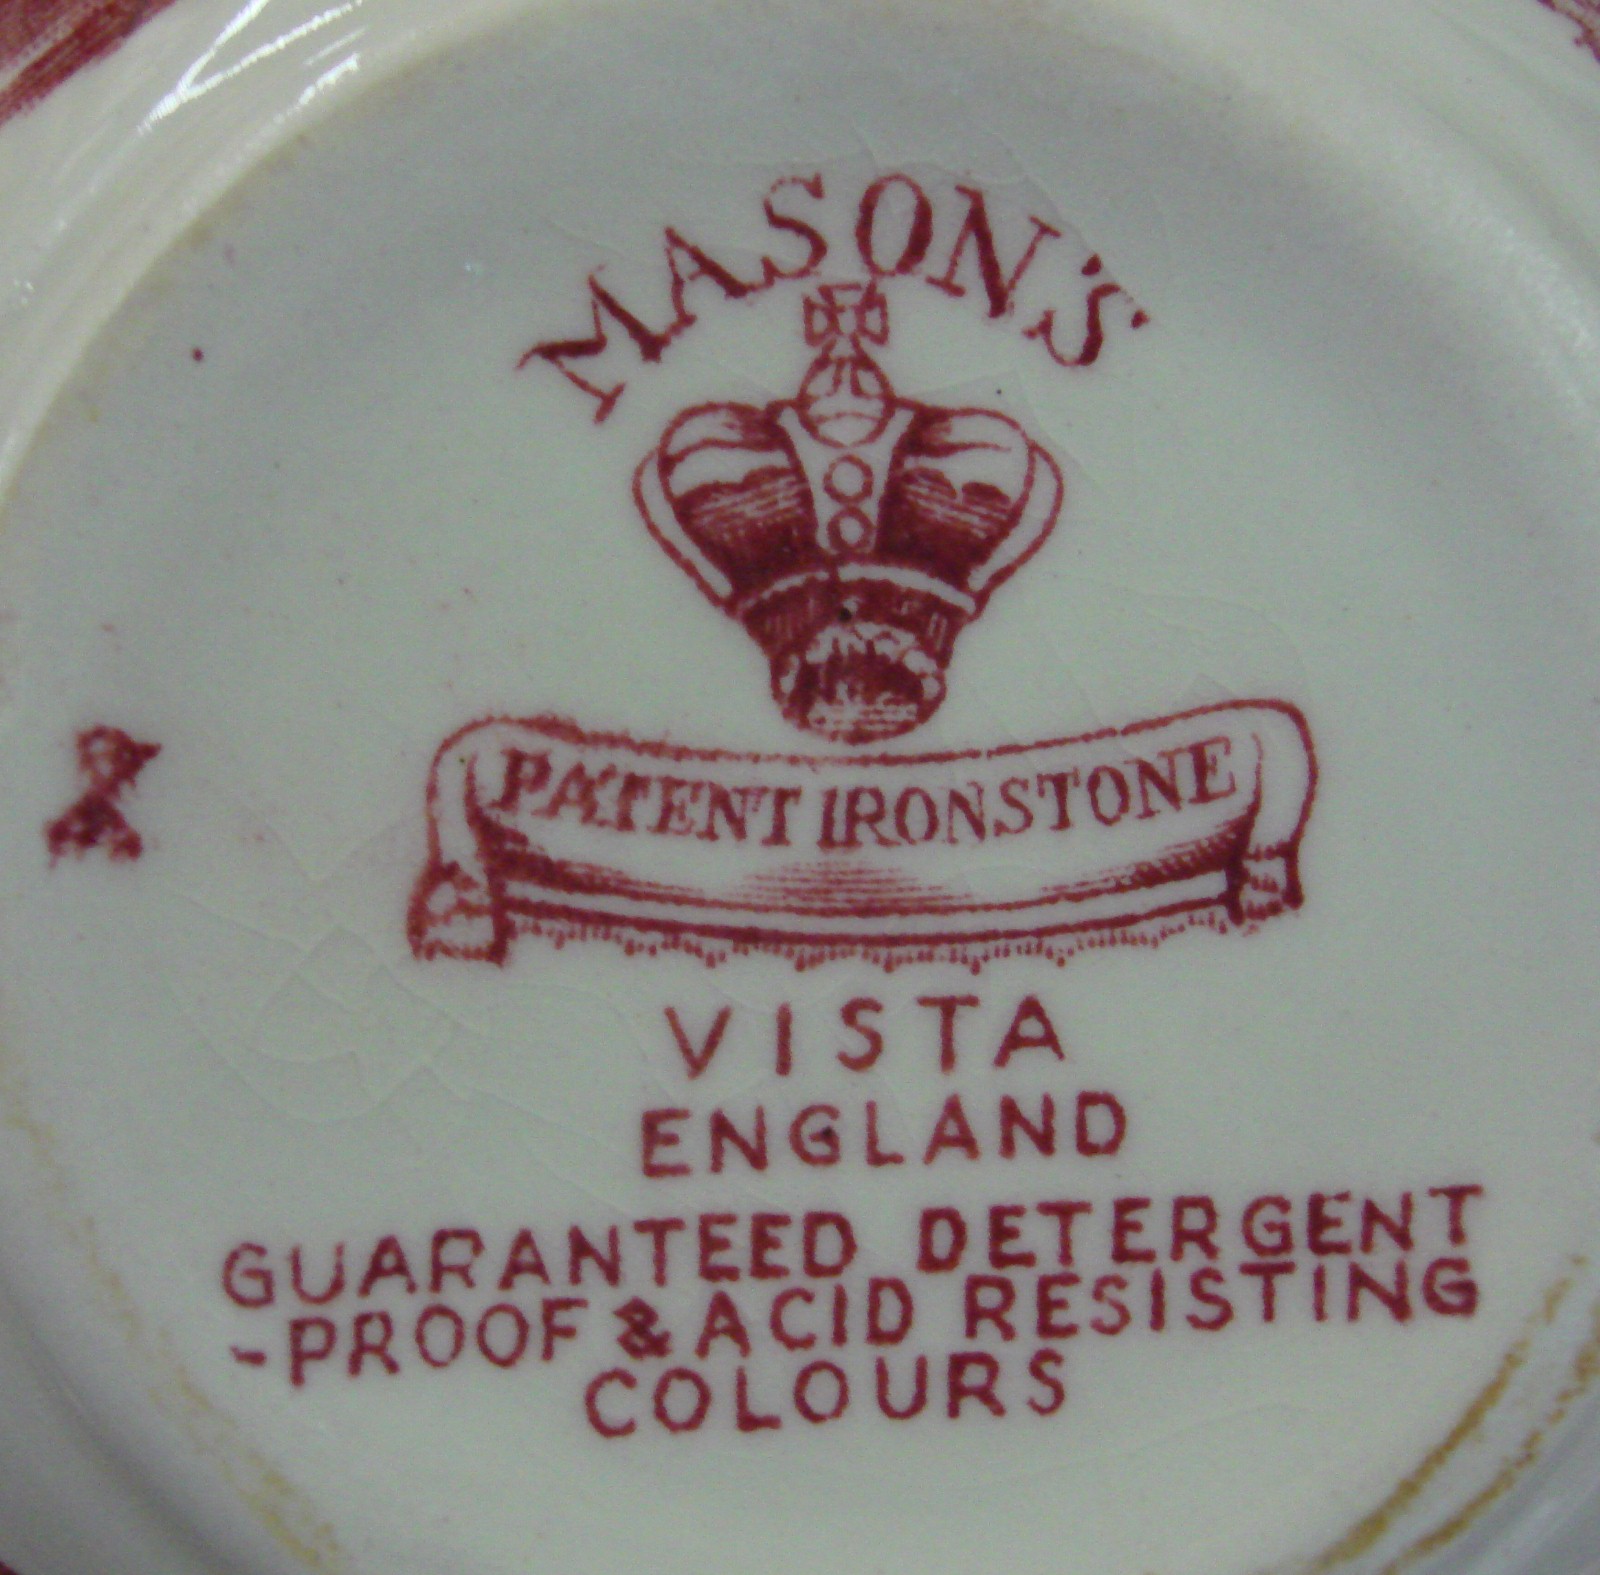 MASON'S
PATENT IRONSTONE
VISTA
ENGLAND
GUARANTEED DETERGENT
-PROOF & ACID RESISTING
COLOURS